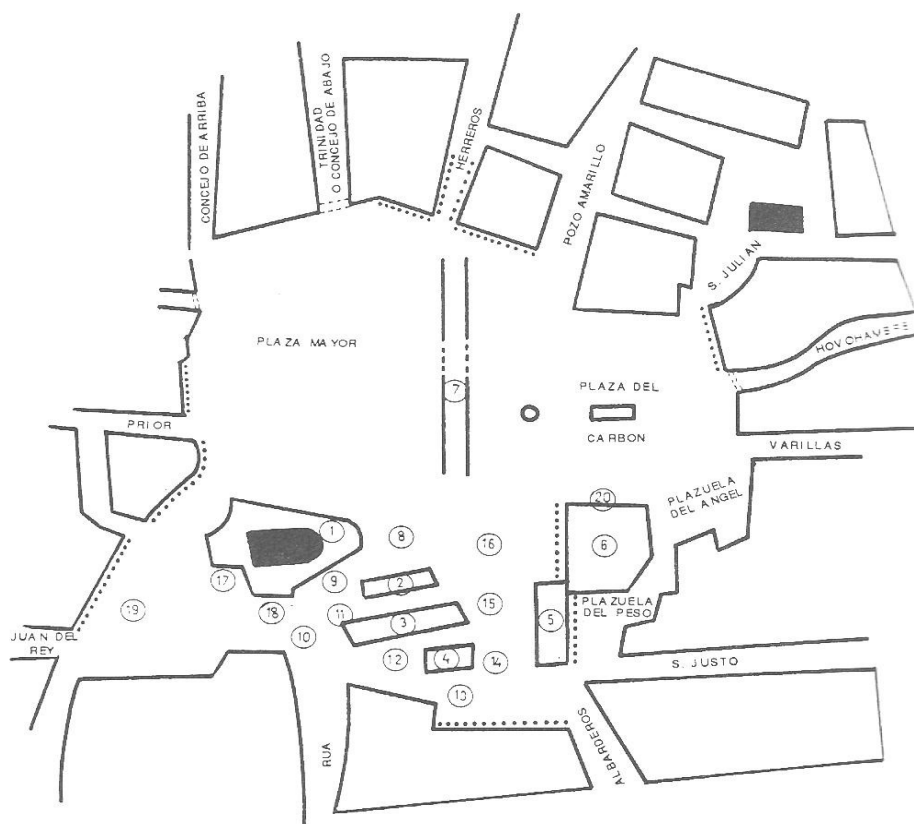 CONCEJO DE ARRIBA
TRINIDAD
O CONCEJO DE ABAJO
HERREROS
POZO AMARILLO
S. JULIAN
PLAZA MAYOR
PLAZA DEL
CARBON
7
PRIOR
VARILLAS
PLAZUELA
DEL ANGEL
20
1
8
16
6
17
9
2
19
18
11
3
15
5
PLAZUELA
DEL PESO
10
12
4
14
JUAN DEL
REY
S. JUSTO
RUA
ALBARDEROS